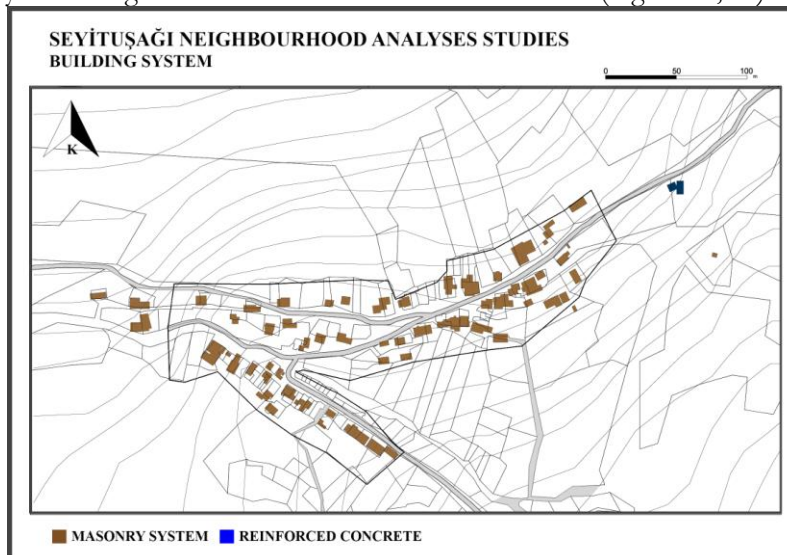 SEYİTUŞAĞI NEIGHBOURHOOD ANALYSES STUDIES
BUILDING SYSTEM
0 50 100
m
K
MASONRY SYSTEM REINFORCED CONCRETE